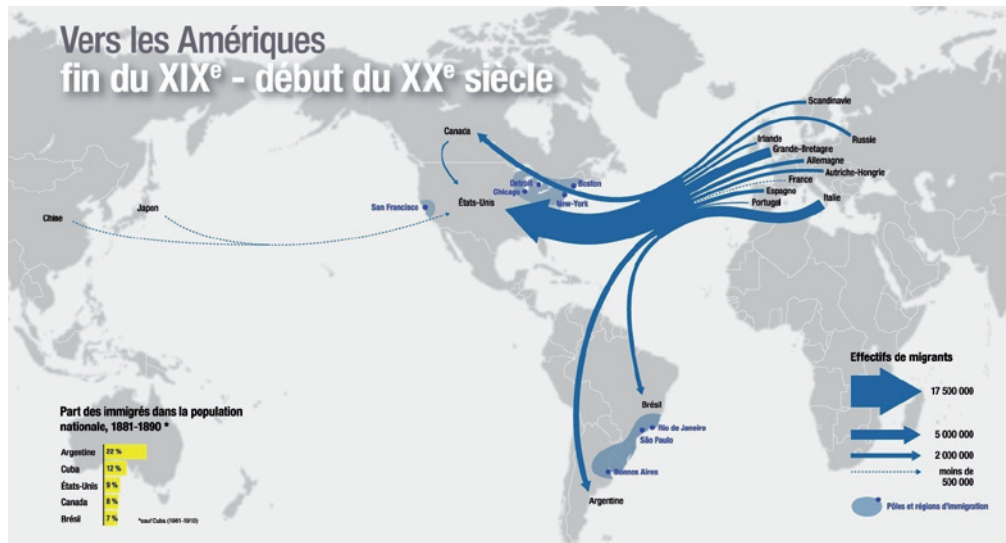 Vers les Amériques
fin du XIXe - début du XXe siècle
Scandinavie
Canada
Irlande
Russie
Grande-Bretagne
Allemagne
Autriche-Hongrie
Detroit
Boston
Chicago
France
Espagne
Italie
New-York
Portugal
États-Unis
San Francisco
Japon
Chine
Effectifs de migrants
17 500 000
5 000 000
2 000 000
moins de
500 000
Pôles et régions d'immigration
Brésil
Rio de Janeiro
São Paulo
Buenos Aires
Argentine
Part des immigrés dans la population
nationale, 1881-1890 *
Argentine 22 %
Cuba 12 %
États-Unis 9 %
Canada 8 %
Brésil 7 %
*sauf Cuba (1981-1910)